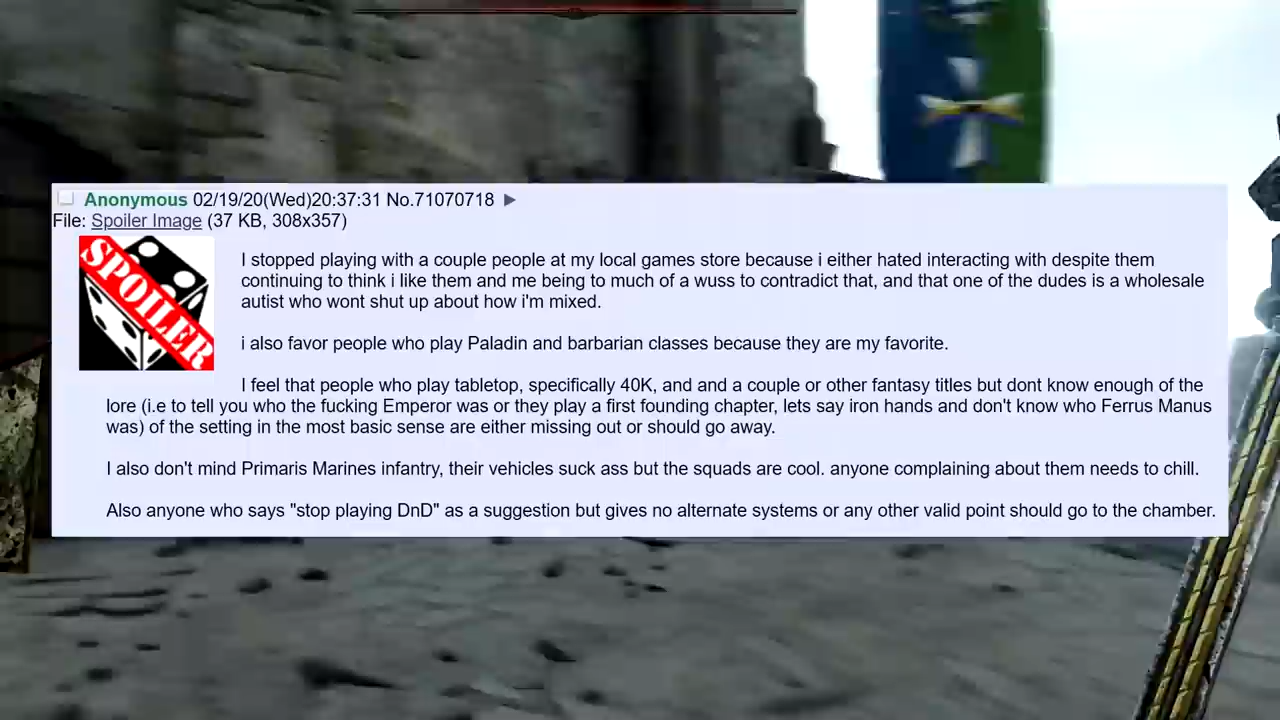 Anonymous 02/19/20(Wed)20:37:31 No.71070718 ▶
File: Spoiler Image (37 KB, 308x357)
SPOILER
I stopped playing with a couple people at my local games store because i either hated interacting with despite them
continuing to think i like them and me being to much of a wuss to contradict that, and that one of the dudes is a wholesale
autist who wont shut up about how i'm mixed.
i also favor people who play Paladin and barbarian classes because they are my favorite.
I feel that people who play tabletop, specifically 40K, and and a couple or other fantasy titles but dont know enough of the
lore (i.e to tell you who the fucking Emperor was or they play a first founding chapter, lets say iron hands and don't know who Ferrus Manus
was) of the setting in the most basic sense are either missing out or should go away.
I also don't mind Primaris Marines infantry, their vehicles suck ass but the squads are cool. anyone complaining about them needs to chill.
Also anyone who says "stop playing DnD" as a suggestion but gives no alternate systems or any other valid point should go to the chamber.